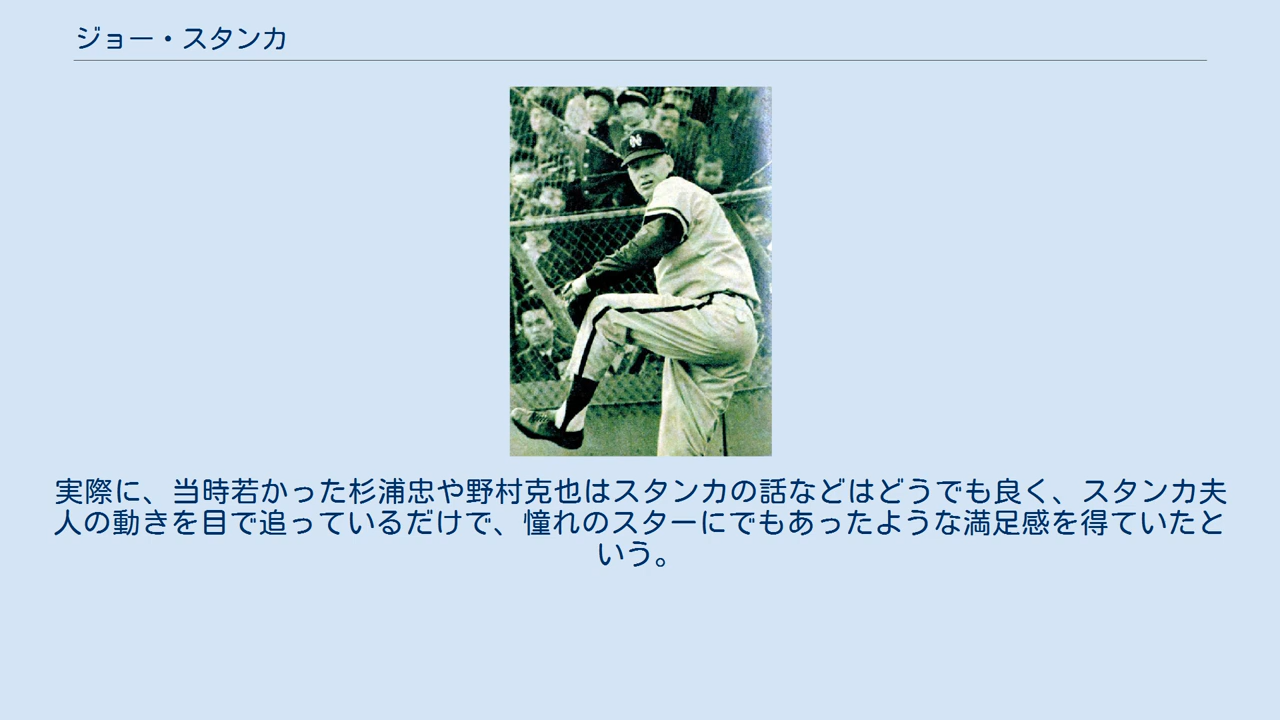 ジョー・スタンカ
実際に、当時若かった杉浦忠や野村克也はスタンカの話などはどうでも良く、スタンカ夫
人の動きを目で追っているだけで、憧れのスターにでもあったような満足感を得ていたと
いう。